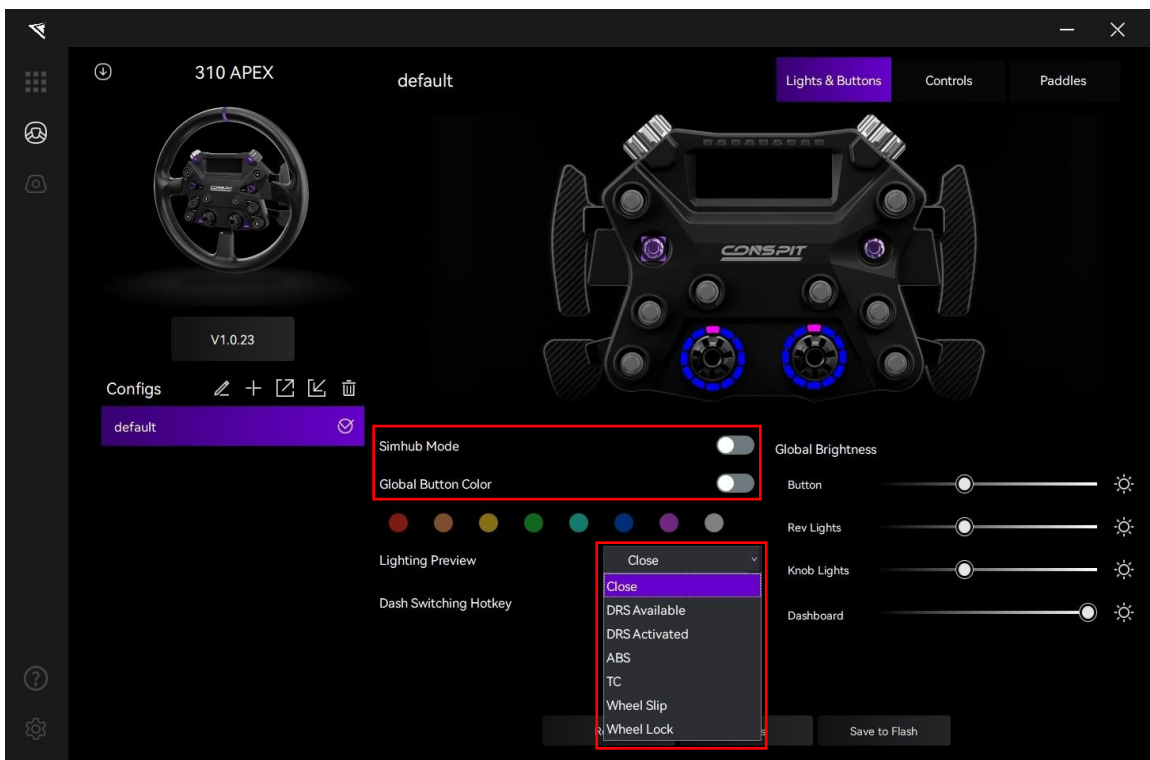 310 APEX
default
Lights & Buttons
Controls
Paddles
CONSPIT
V1.0.23
Configs
default
Simhub Mode
Global Button Color
Global Brightness
Button
Rev Lights
Knob Lights
Dashboard
Lighting Preview
Close
Close
DRS Available
DRS Activated
ABS
TC
Wheel Slip
Wheel Lock
Dash Switching Hotkey
Save to Flash